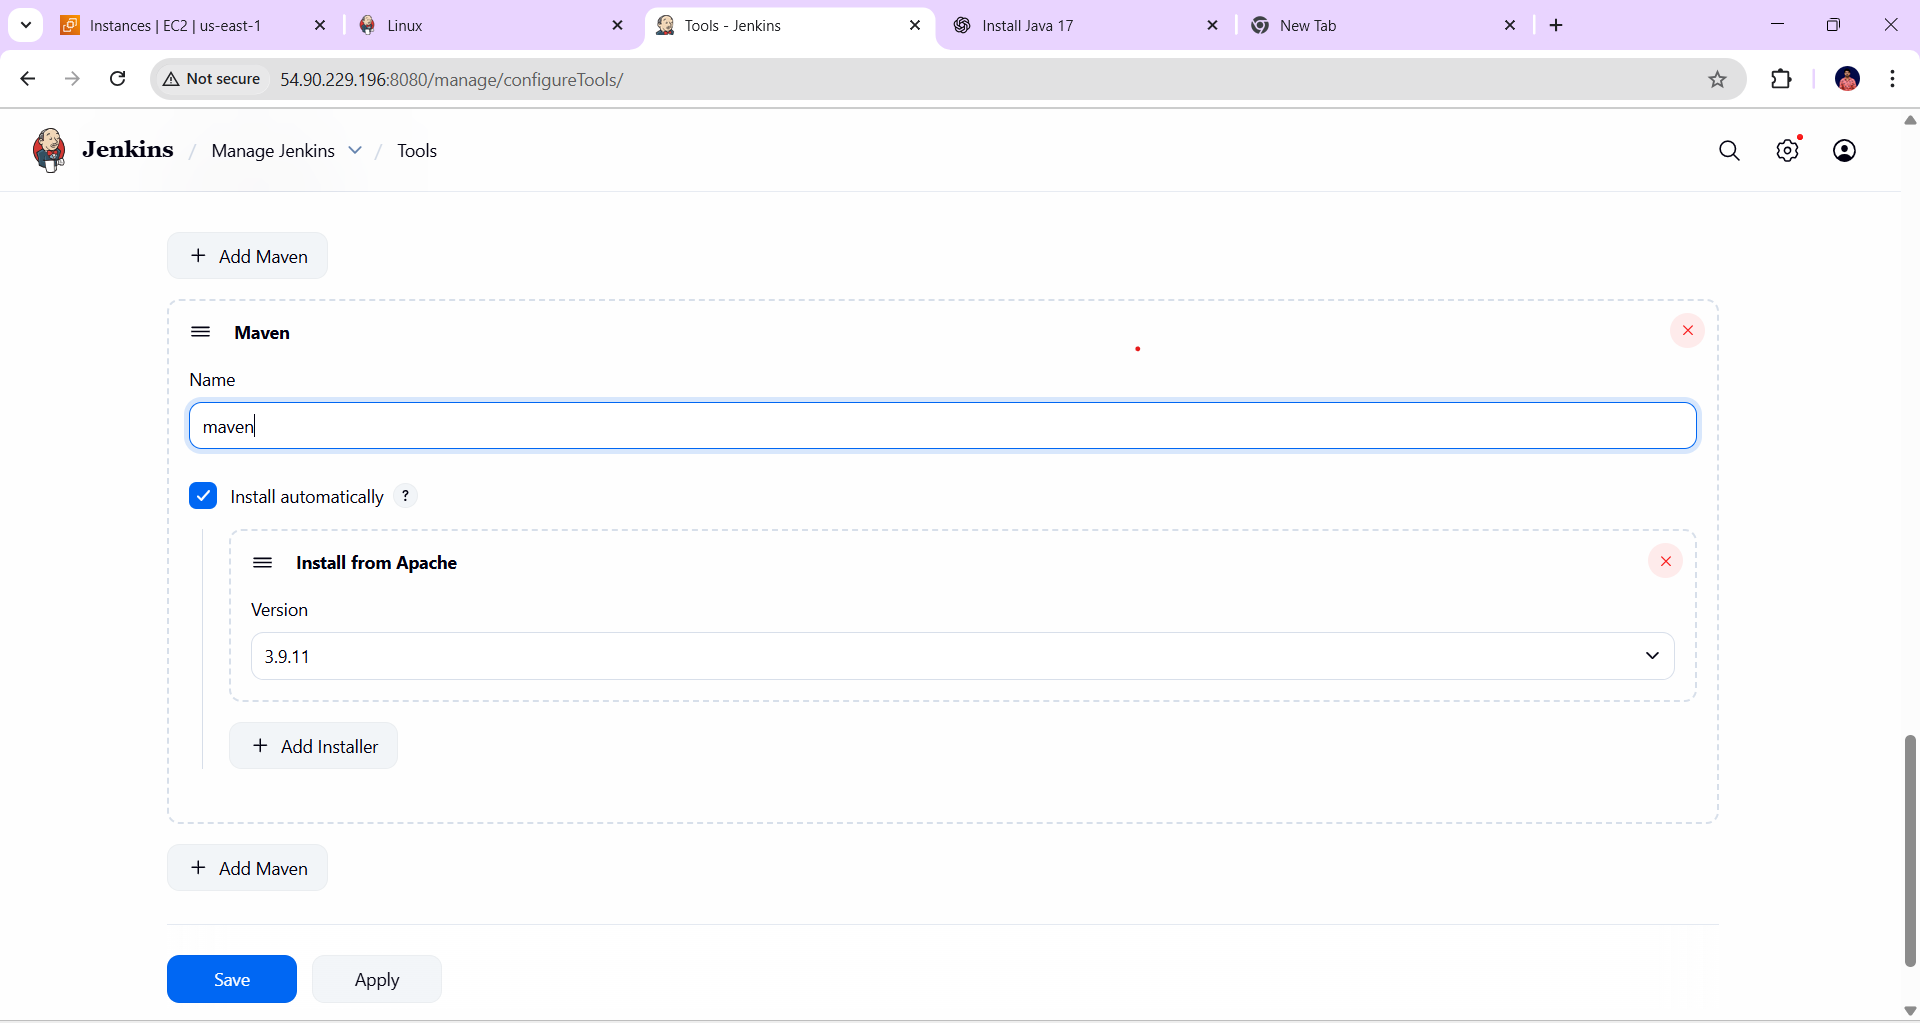 Instances | EC2 | us-east-1
Linux
Tools - Jenkins
Install Java 17
New Tab
Not secure
54.90.229.196:8080/manage/configureTools/
Jenkins / Manage Jenkins / Tools
+ Add Maven
Maven
Name
maven
Install automatically ?
Install from Apache
Version
3.9.11
+ Add Installer
+ Add Maven
Save
Apply